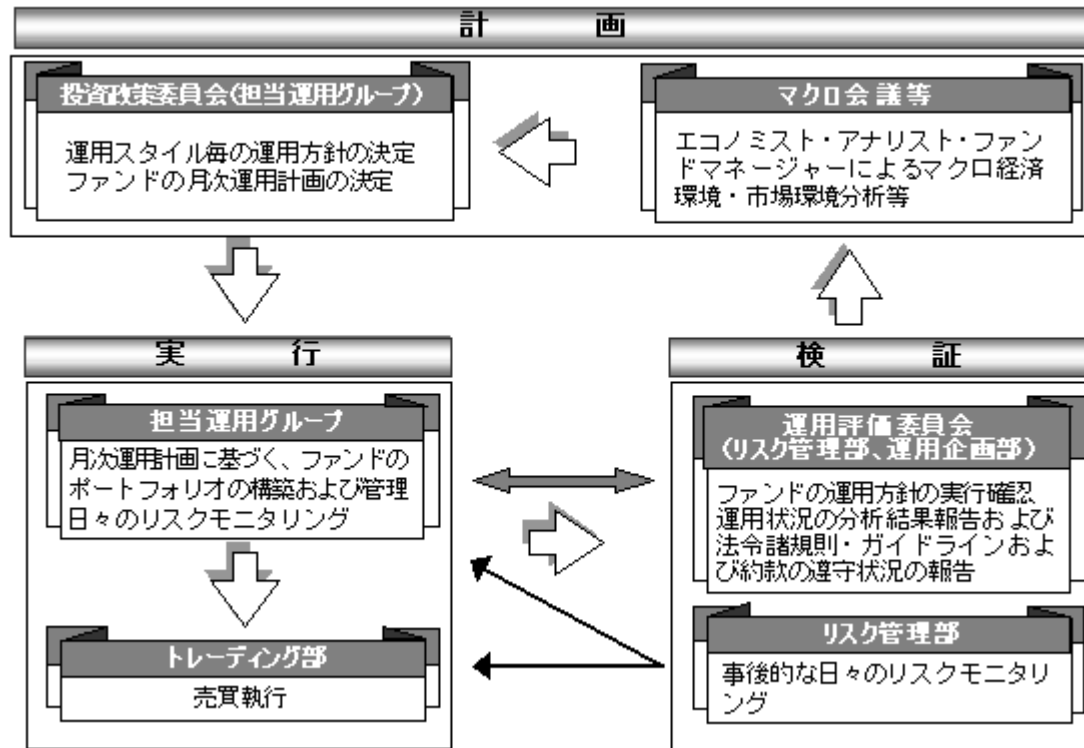 計 画
投資政策委員会(担当運用グループ)
運用スタイル毎の運用方針の決定
ファンドの月次運用計画の決定
マクロ会議等
エコノミスト・アナリスト・ファン
ドマネージャーによるマクロ経済
環境・市場環境分析等
実 行
担当運用グループ
月次運用計画に基づく、ファンドの
ポートフォリオの構築および管理
日々のリスクモニタリング
トレーディング部
売買執行
検 証
運用評価委員会
(リスク管理部、運用企画部)
ファンドの運用方針の実行確認
運用状況の分析結果報告および
法令諸規則・ガイドラインおよ
び約款の遵守状況の報告
リスク管理部
事後的な日々のリスクモニタリ
ング